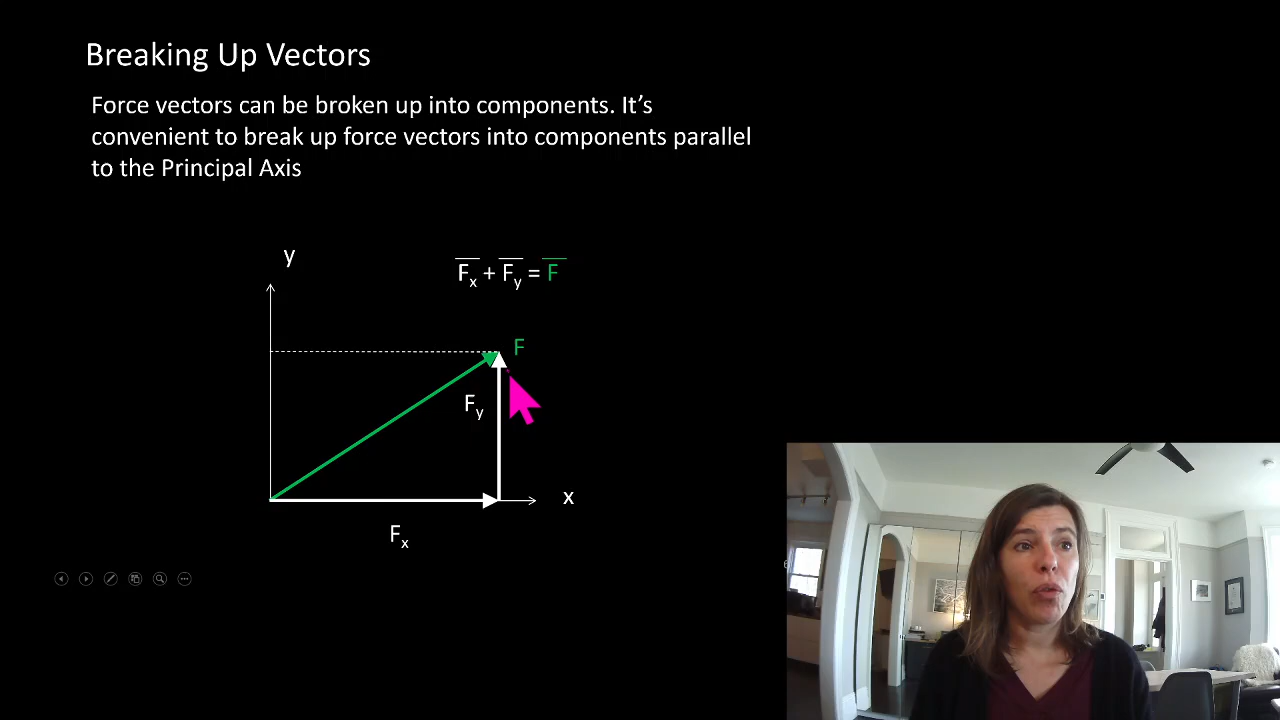 Breaking Up Vectors
Force vectors can be broken up into components. It’s
convenient to break up force vectors into components parallel
to the Principal Axis
y
Fx + Fy = F
F
Fy
x
Fx